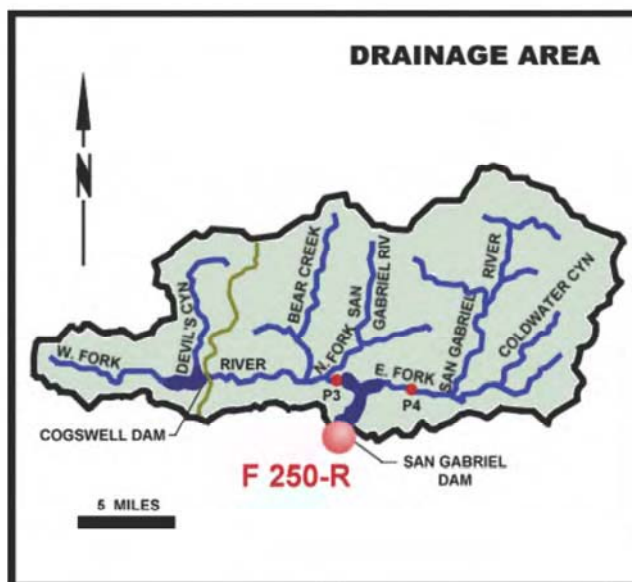 DRAINAGE AREA
N
BEAR CREEK
N. FORK SAN
GABRIEL RIV
SAN GABRIEL
RIVER
COLDWATER CYN
DEVIL'S CYN
W. FORK
RIVER
E. FORK
P3
P4
COGSWELL DAM
SAN GABRIEL
DAM
F 250-R
5 MILES